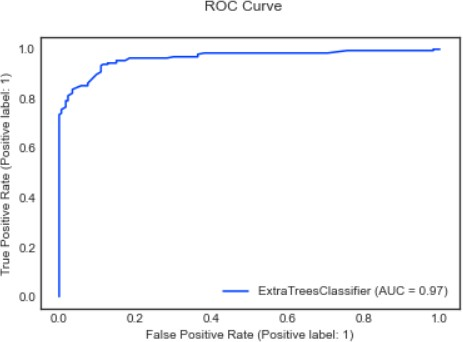 ROC Curve
1.0
0.8
0.6
0.4
0.2
0.0
True Positive Rate (Positive label: 1)
ExtraTreesClassifier (AUC = 0.97)
0.0 0.2 0.4 0.6 0.8 1.0
False Positive Rate (Positive label: 1)